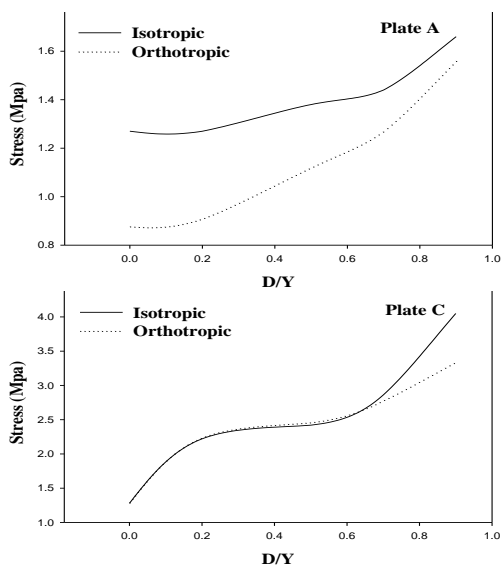 Plate A
Isotropic
Orthotropic
Stress (Mpa)
1.6
1.4
1.2
1.0
0.8
0.0 0.2 0.4 0.6 0.8 1.0
D/Y
Plate C
Isotropic
Orthotropic
Stress (Mpa)
4.0
3.5
3.0
2.5
2.0
1.5
1.0
0.0 0.2 0.4 0.6 0.8 1.0
D/Y